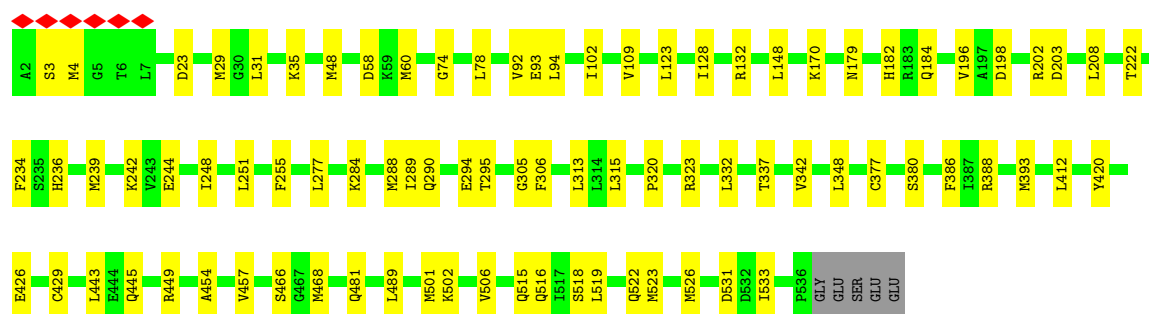 A2 S3 M4 G5 T6 L7 D23 M29 G30 L31 K35 M48 D58 K59 M60 G74 L78 V92 E93 L94 I102 V109 L123 I128 R132 L148 K170 N179 H182 R183 Q184 V196 A197 D198 R202 D203 L208 T222
F234 S235 H236 M239 K242 V243 E244 I248 L251 F255 L277 K284 M288 I289 Q290 E294 T295 G305 F306 L313 L314 L315 P320 R323 L332 T337 V342 L348 C377 S380 F386 I387 R388 M393 L412 Y420
E426 C429 L443 E444 Q445 R449 A454 V457 S466 G467 M468 Q481 L489 M501 K502 V506 Q515 Q516 I517 S518 L519 Q522 M523 M526 D531 D532 I533 P536 GLY GLU SER GLU GLU